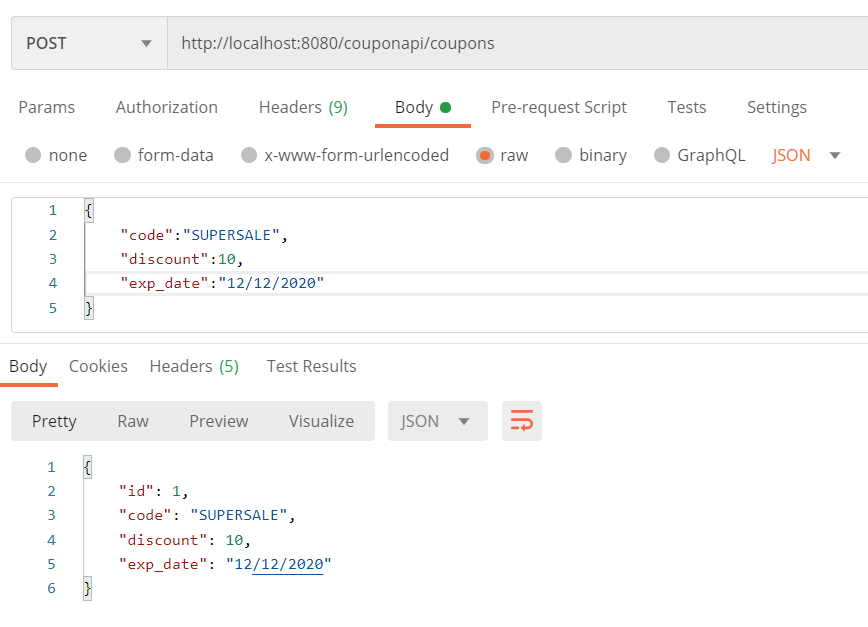 POST http://localhost:8080/couponapi/coupons
Params Authorization Headers (9) Body Pre-request Script Tests Settings
none form-data x-www-form-urlencoded raw binary GraphQL JSON
1 {
2 "code":"SUPERSALE",
3 "discount":10,
4 "exp_date":"12/12/2020"
5 }
Body Cookies Headers (5) Test Results
Pretty Raw Preview Visualize JSON
1 {
2 "id": 1,
3 "code": "SUPERSALE",
4 "discount": 10,
5 "exp_date": "12/12/2020"
6 }